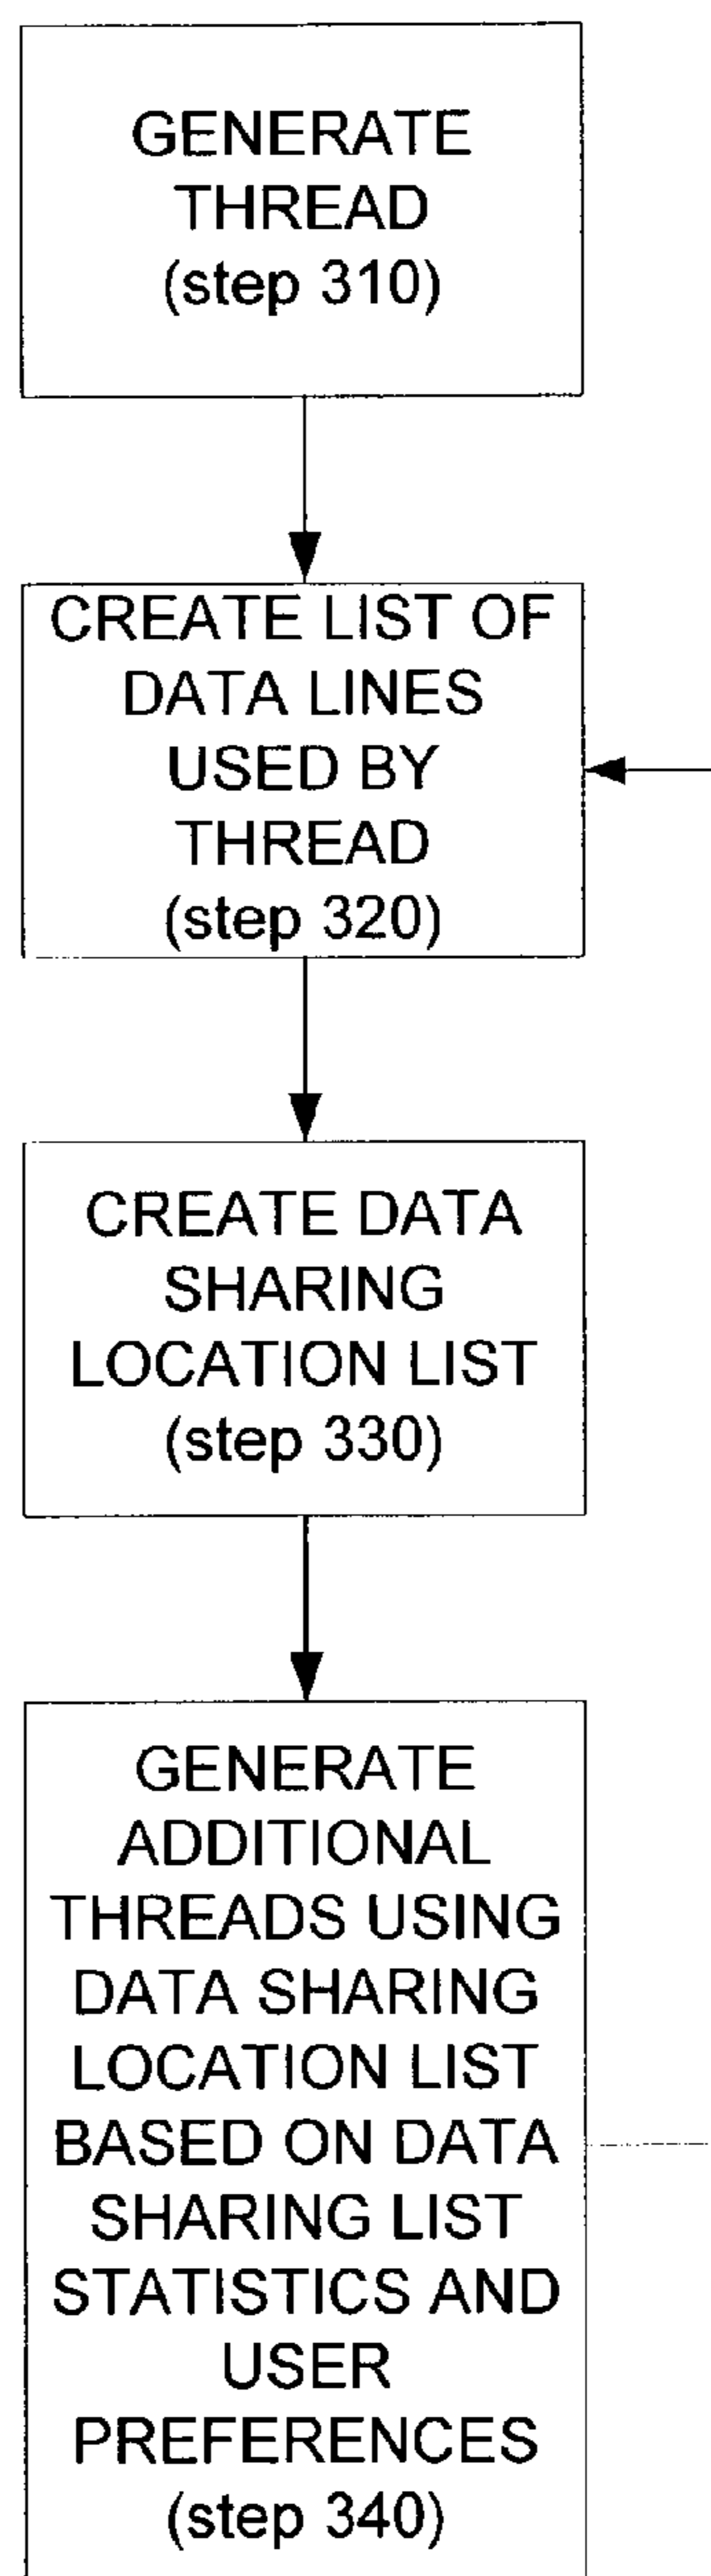 GENERATE
THREAD
(step 310)
CREATE LIST OF
DATA LINES
USED BY
THREAD
(step 320)
CREATE DATA
SHARING
LOCATION LIST
(step 330)
GENERATE
ADDITIONAL
THREADS USING
DATA SHARING
LOCATION LIST
BASED ON DATA
SHARING LIST
STATISTICS AND
USER
PREFERENCES
(step 340)